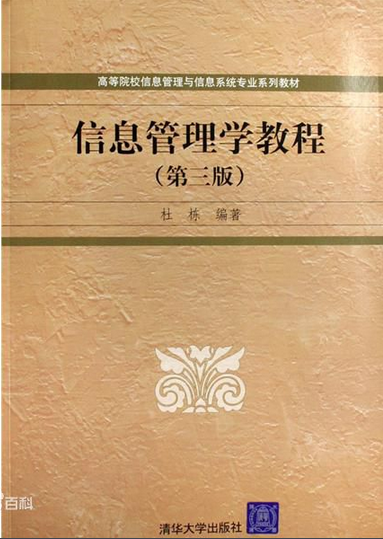 高等院校信息管理与信息系统专业系列教材
信息管理学教程
（第三版）
杜 栋 编著
百科
清华大学出版社